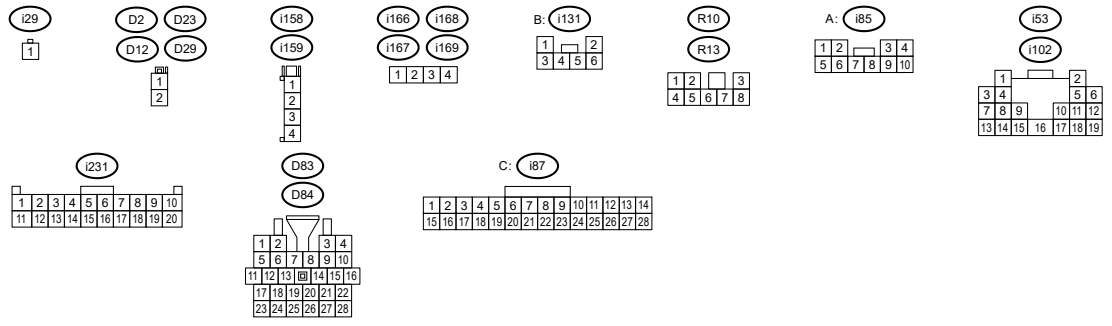 i29
1
D2 D23
D12 D29
1
2
i158
i159
1
2
3
4
i166 i168
i167 i169
1 2 3 4
B: i131
1 2
3 4 5 6
R10
R13
1 2 3
4 5 6 7 8
A: i85
1 2 3 4
5 6 7 8 9 10
i53
i102
1 2
3 4 5 6
7 8 9 10 11 12
13 14 15 16 17 18 19
i231
1 2 3 4 5 6 7 8 9 10
11 12 13 14 15 16 17 18 19 20
D83
D84
1 2 3 4
5 6 7 8 9 10
11 12 13 14 15 16
17 18 19 20 21 22
23 24 25 26 27 28
C: i87
1 2 3 4 5 6 7 8 9 10 11 12 13 14
15 16 17 18 19 20 21 22 23 24 25 26 27 28